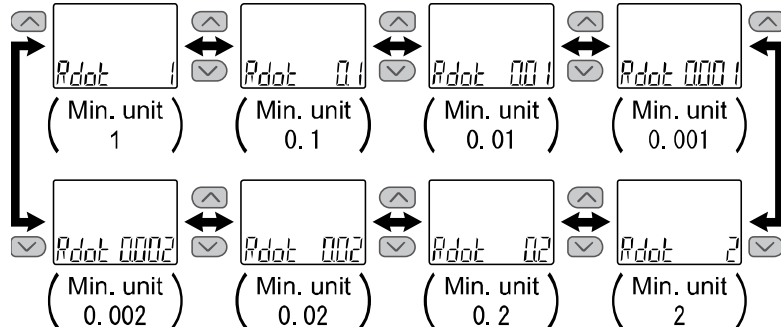 Rdot 1
Rdot 0.1
Rdot 0.01
Rdot 0.001
( Min. unit 1 )
( Min. unit 0. 1 )
( Min. unit 0. 01 )
( Min. unit 0. 001 )
Rdot 0.002
Rdot 0.02
Rdot 0.2
Rdot 2
( Min. unit 0. 002 )
( Min. unit 0. 02 )
( Min. unit 0. 2 )
( Min. unit 2 )